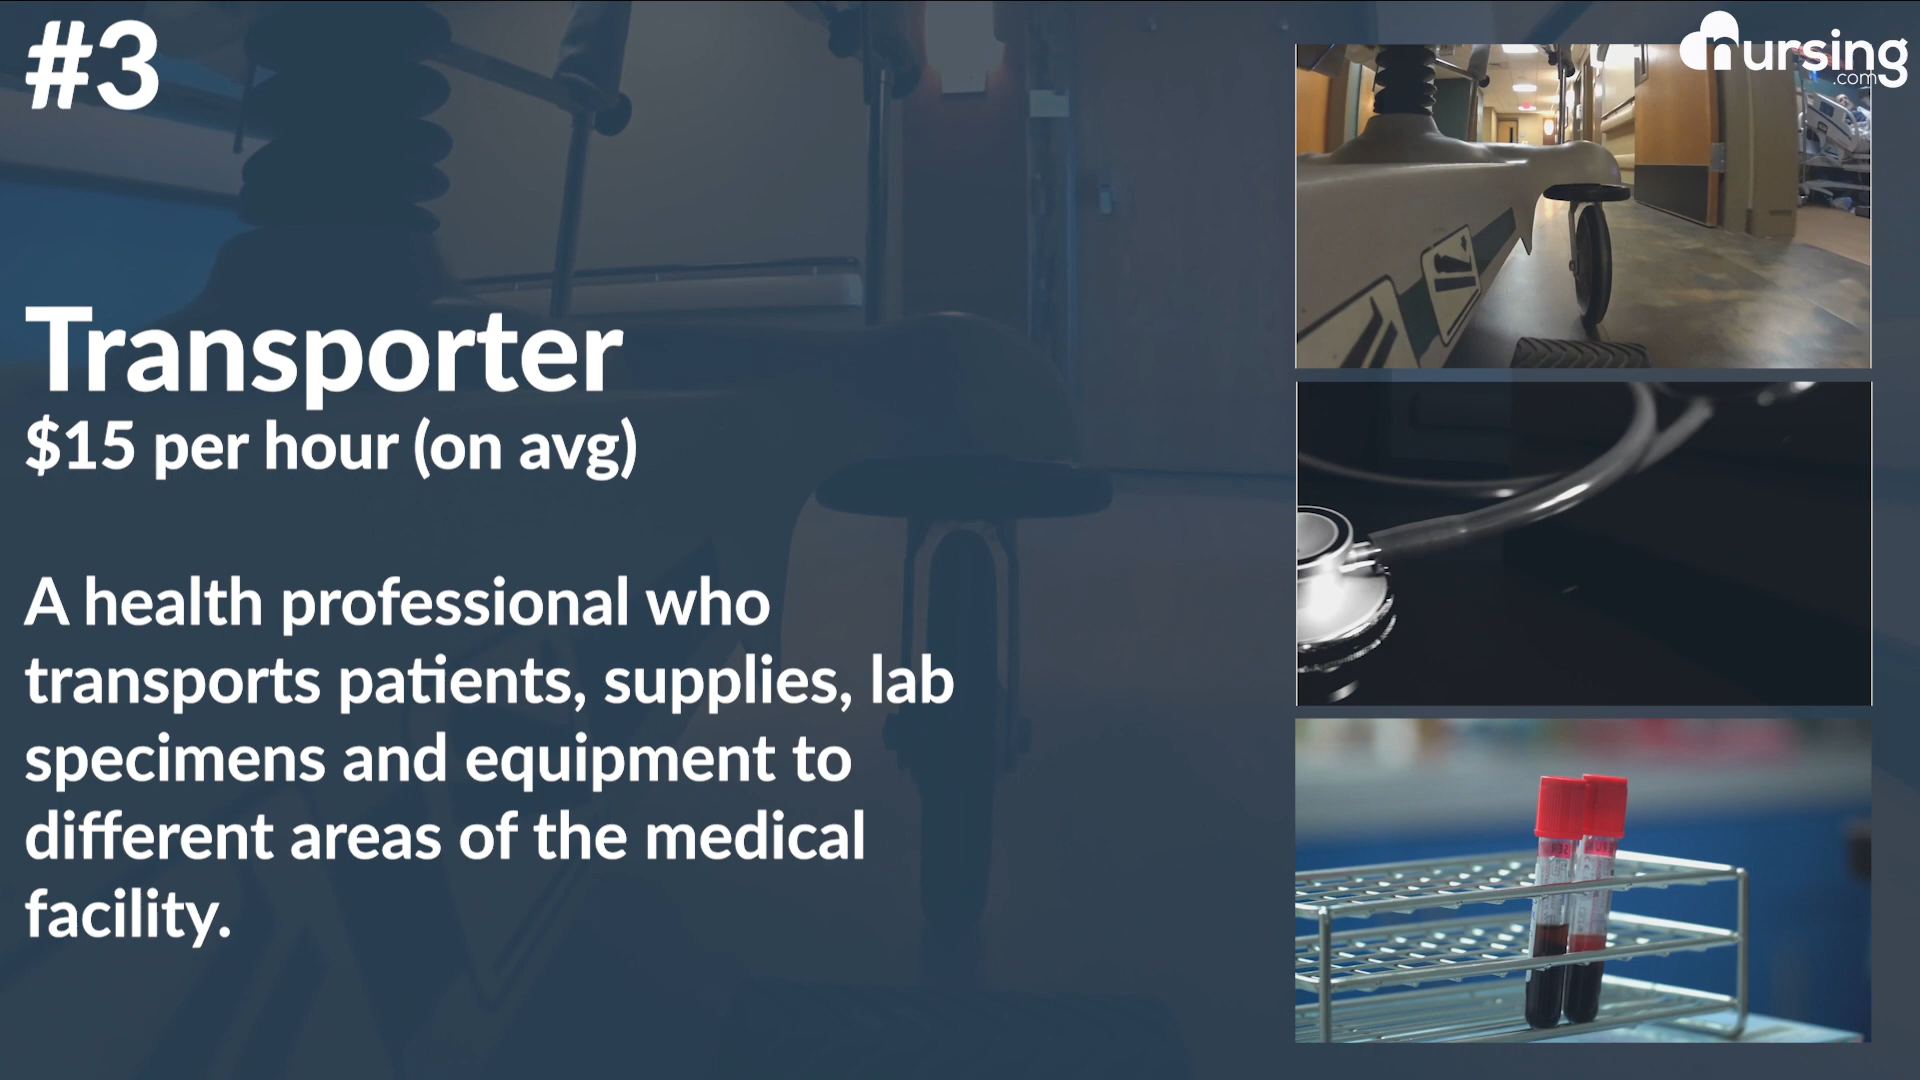 #3
nursing
.com
Transporter
$15 per hour (on avg)
A health professional who
transports patients, supplies, lab
specimens and equipment to
different areas of the medical
facility.